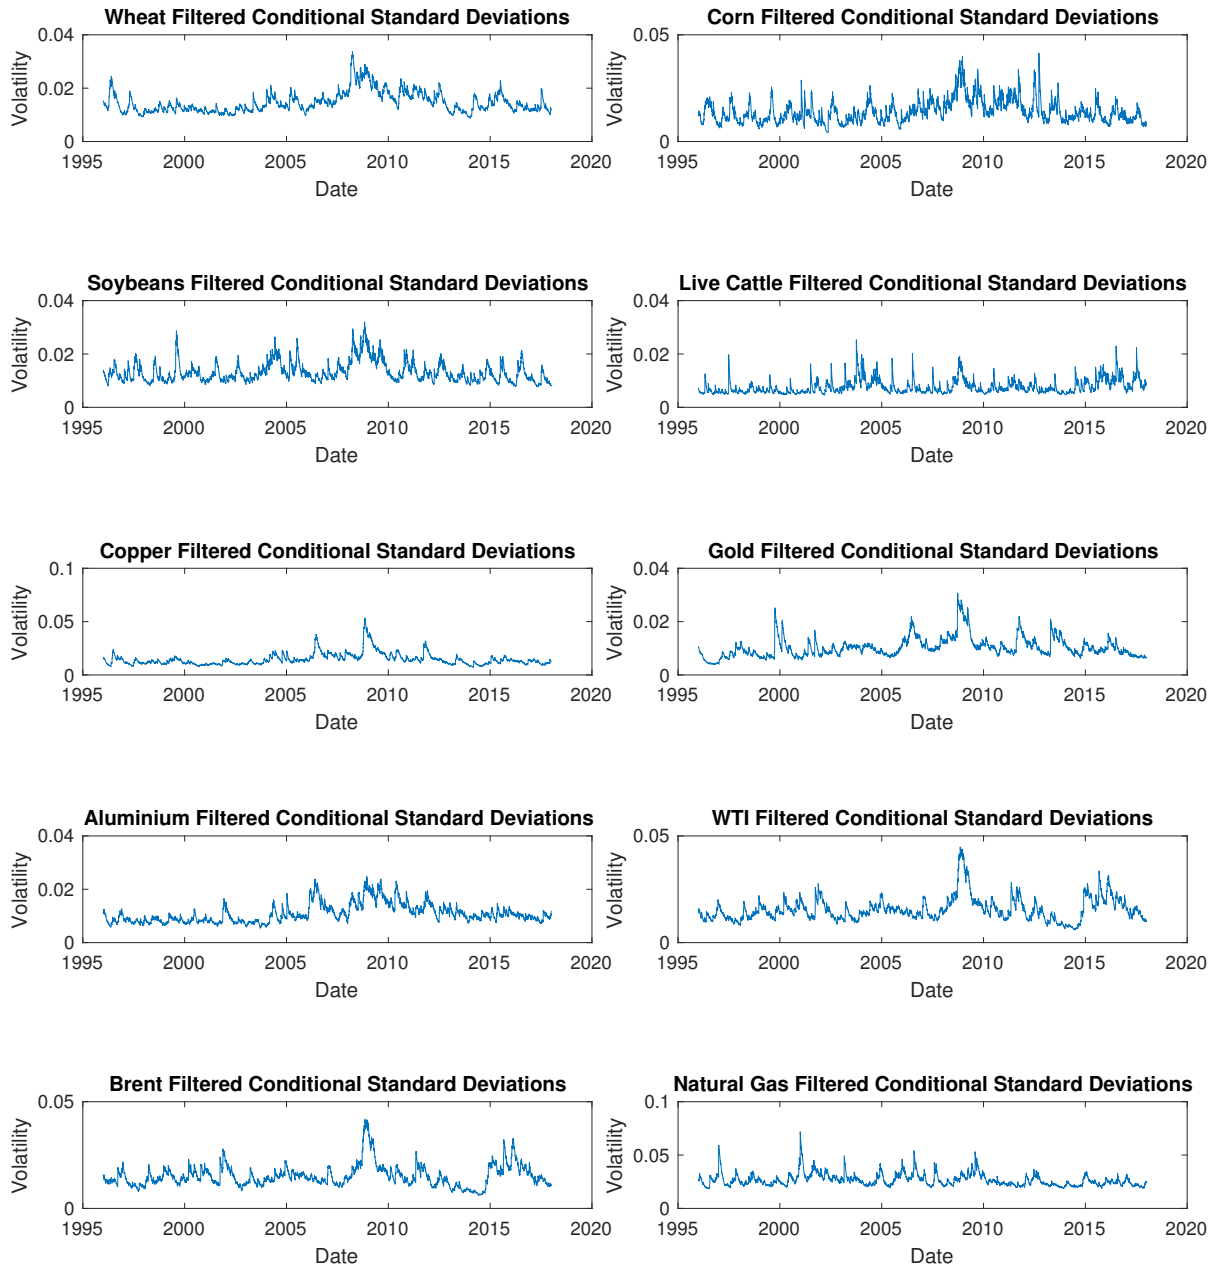 Wheat Filtered Conditional Standard Deviations
0.04
0.02
0
Volatility
1995 2000 2005 2010 2015 2020
Date
Corn Filtered Conditional Standard Deviations
0.05
0
Volatility
1995 2000 2005 2010 2015 2020
Date
Soybeans Filtered Conditional Standard Deviations
0.04
0.02
0
Volatility
1995 2000 2005 2010 2015 2020
Date
Live Cattle Filtered Conditional Standard Deviations
0.04
0.02
0
Volatility
1995 2000 2005 2010 2015 2020
Date
Copper Filtered Conditional Standard Deviations
0.1
0.05
0
Volatility
1995 2000 2005 2010 2015 2020
Date
Gold Filtered Conditional Standard Deviations
0.04
0.02
0
Volatility
1995 2000 2005 2010 2015 2020
Date
Aluminium Filtered Conditional Standard Deviations
0.04
0.02
0
Volatility
1995 2000 2005 2010 2015 2020
Date
WTI Filtered Conditional Standard Deviations
0.05
0
Volatility
1995 2000 2005 2010 2015 2020
Date
Brent Filtered Conditional Standard Deviations
0.05
0
Volatility
1995 2000 2005 2010 2015 2020
Date
Natural Gas Filtered Conditional Standard Deviations
0.1
0.05
0
Volatility
1995 2000 2005 2010 2015 2020
Date